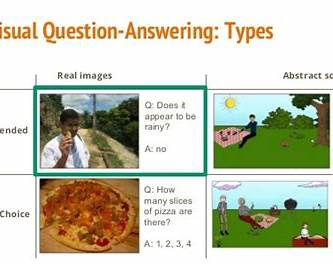 isual Question-Answering: Types
Real images
Abstract sc
ended
Q: Does it
appear to be
rainy?
A: no
Choice
Q: How
many slices
of pizza are
there?
A: 1, 2, 3, 4